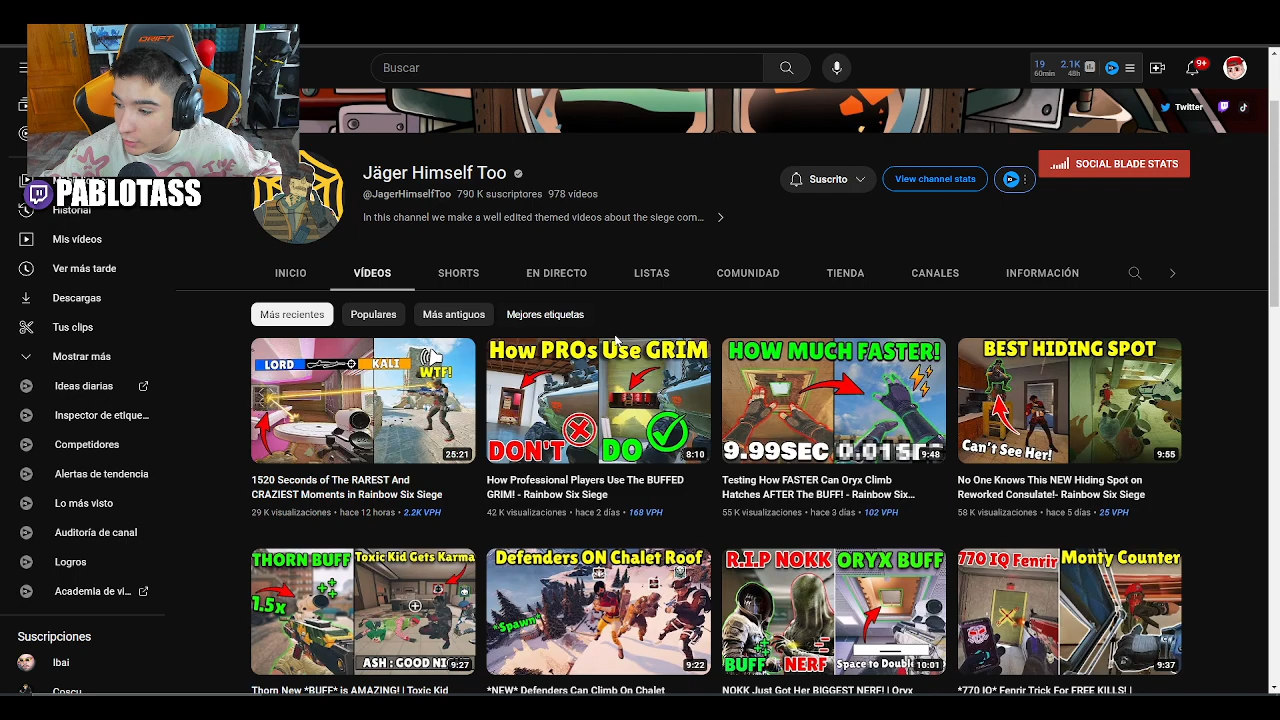 DRIFT
PABLOTASS
Buscar
19
60min
2.1K
48h
9+
Twitter
Jäger Himself Too
@JagerHimselfToo 790 K suscriptores 978 vídeos
In this channel we make a well edited themed videos about the siege com...
Suscrito
View channel stats
SOCIAL BLADE STATS
INICIO
VÍDEOS
SHORTS
EN DIRECTO
LISTAS
COMUNIDAD
TIENDA
CANALES
INFORMACIÓN
Más recientes
Populares
Más antiguos
Mejores etiquetas
Historial
Mis vídeos
Ver más tarde
Descargas
Tus clips
Mostrar más
Ideas diarias
Inspector de etique...
Competidores
Alertas de tendencia
Lo más visto
Auditoría de canal
Logros
Academia de vi...
Suscripciones
Ibai
Coscu
LORD
KALI
WTF!
25:21
1520 Seconds of The RAREST And
CRAZIEST Moments in Rainbow Six Siege
29 K visualizaciones • hace 12 horas • 2.2K VPH
How PROs Use GRIM
DON'T
DO
8:10
How Professional Players Use The BUFFED
GRIM! - Rainbow Six Siege
42 K visualizaciones • hace 2 días • 168 VPH
HOW MUCH FASTER!
9.99SEC
0.01SEC
9:48
Testing How FASTER Can Oryx Climb
Hatches AFTER The BUFF! - Rainbow Six...
55 K visualizaciones • hace 3 días • 102 VPH
BEST HIDING SPOT
Can't See Her!
9:55
No One Knows This NEW Hiding Spot on
Reworked Consulate!- Rainbow Six Siege
58 K visualizaciones • hace 5 días • 25 VPH
THORN BUFF
1.5x
Toxic Kid Gets Karma
ASH : GOOD NI
9:27
Thorn New *BUFF* is AMAZING! | Toxic Kid
Defenders ON Chalet Roof
*Spawn*
9:22
*NEW* Defenders Can Climb On Chalet
R.I.P NOKK
BUFF
NERF
ORYX BUFF
Space to Double
10:01
NOKK Just Got Her BIGGEST NERF! | Oryx
770 IQ Fenrir
Monty Counter
9:37
*770 IQ* Fenrir Trick For FREE KILLS! |